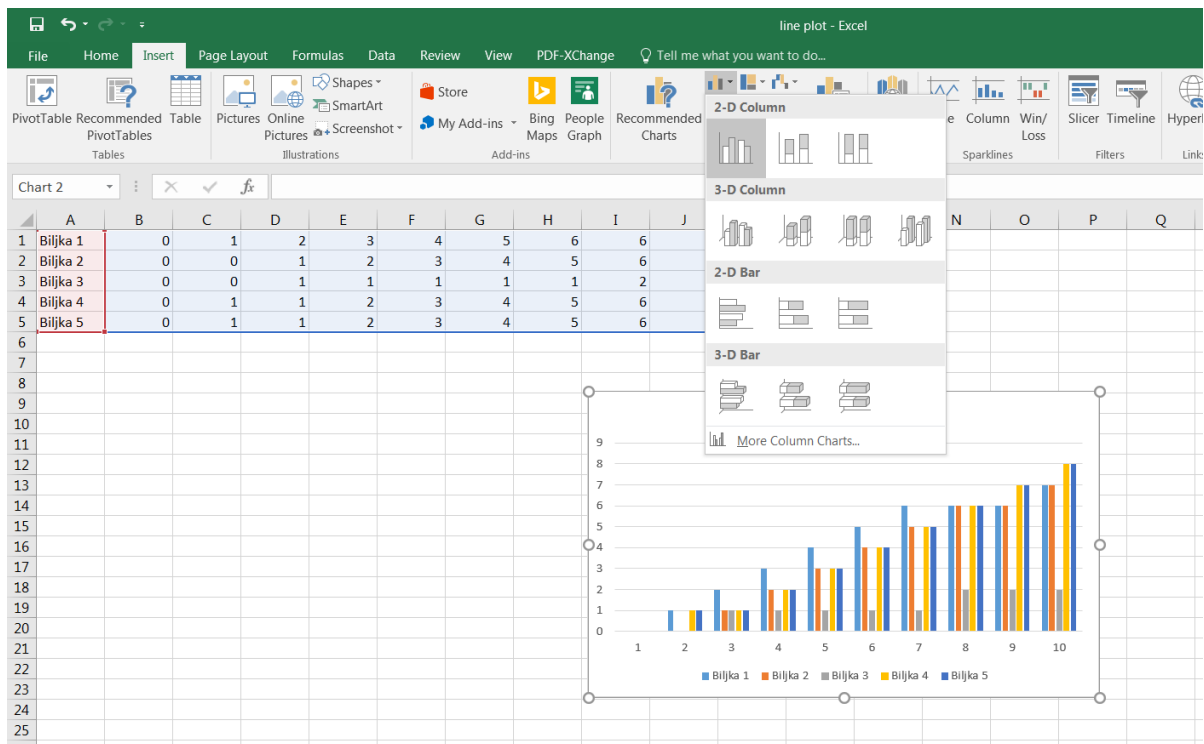 line plot - Excel
File Home Insert Page Layout Formulas Data Review View PDF-XChange Tell me what you want to do...
PivotTable Recommended PivotTables Table
Tables
Pictures Online Pictures Shapes SmartArt Screenshot
Illustrations
Store
My Add-ins
Bing Maps People Graph
Add-ins
Recommended Charts
Column Win/ Loss
Sparklines
Slicer Timeline
Filters
Chart 2 fx
2-D Column
3-D Column
2-D Bar
3-D Bar
More Column Charts...
A B C D E F G H I J N O P Q
1 Biljka 1 0 1 2 3 4 5 6 6
2 Biljka 2 0 0 1 2 3 4 5 6
3 Biljka 3 0 0 1 1 1 1 1 2
4 Biljka 4 0 1 1 2 3 4 5 6
5 Biljka 5 0 1 1 2 3 4 5 6
6
7
8
9
10
11
12
13
14
15
16
17
18
19
20
21
22
23
24
25
9
8
7
6
5
4
3
2
1
0
1 2 3 4 5 6 7 8 9 10
Biljka 1 Biljka 2 Biljka 3 Biljka 4 Biljka 5